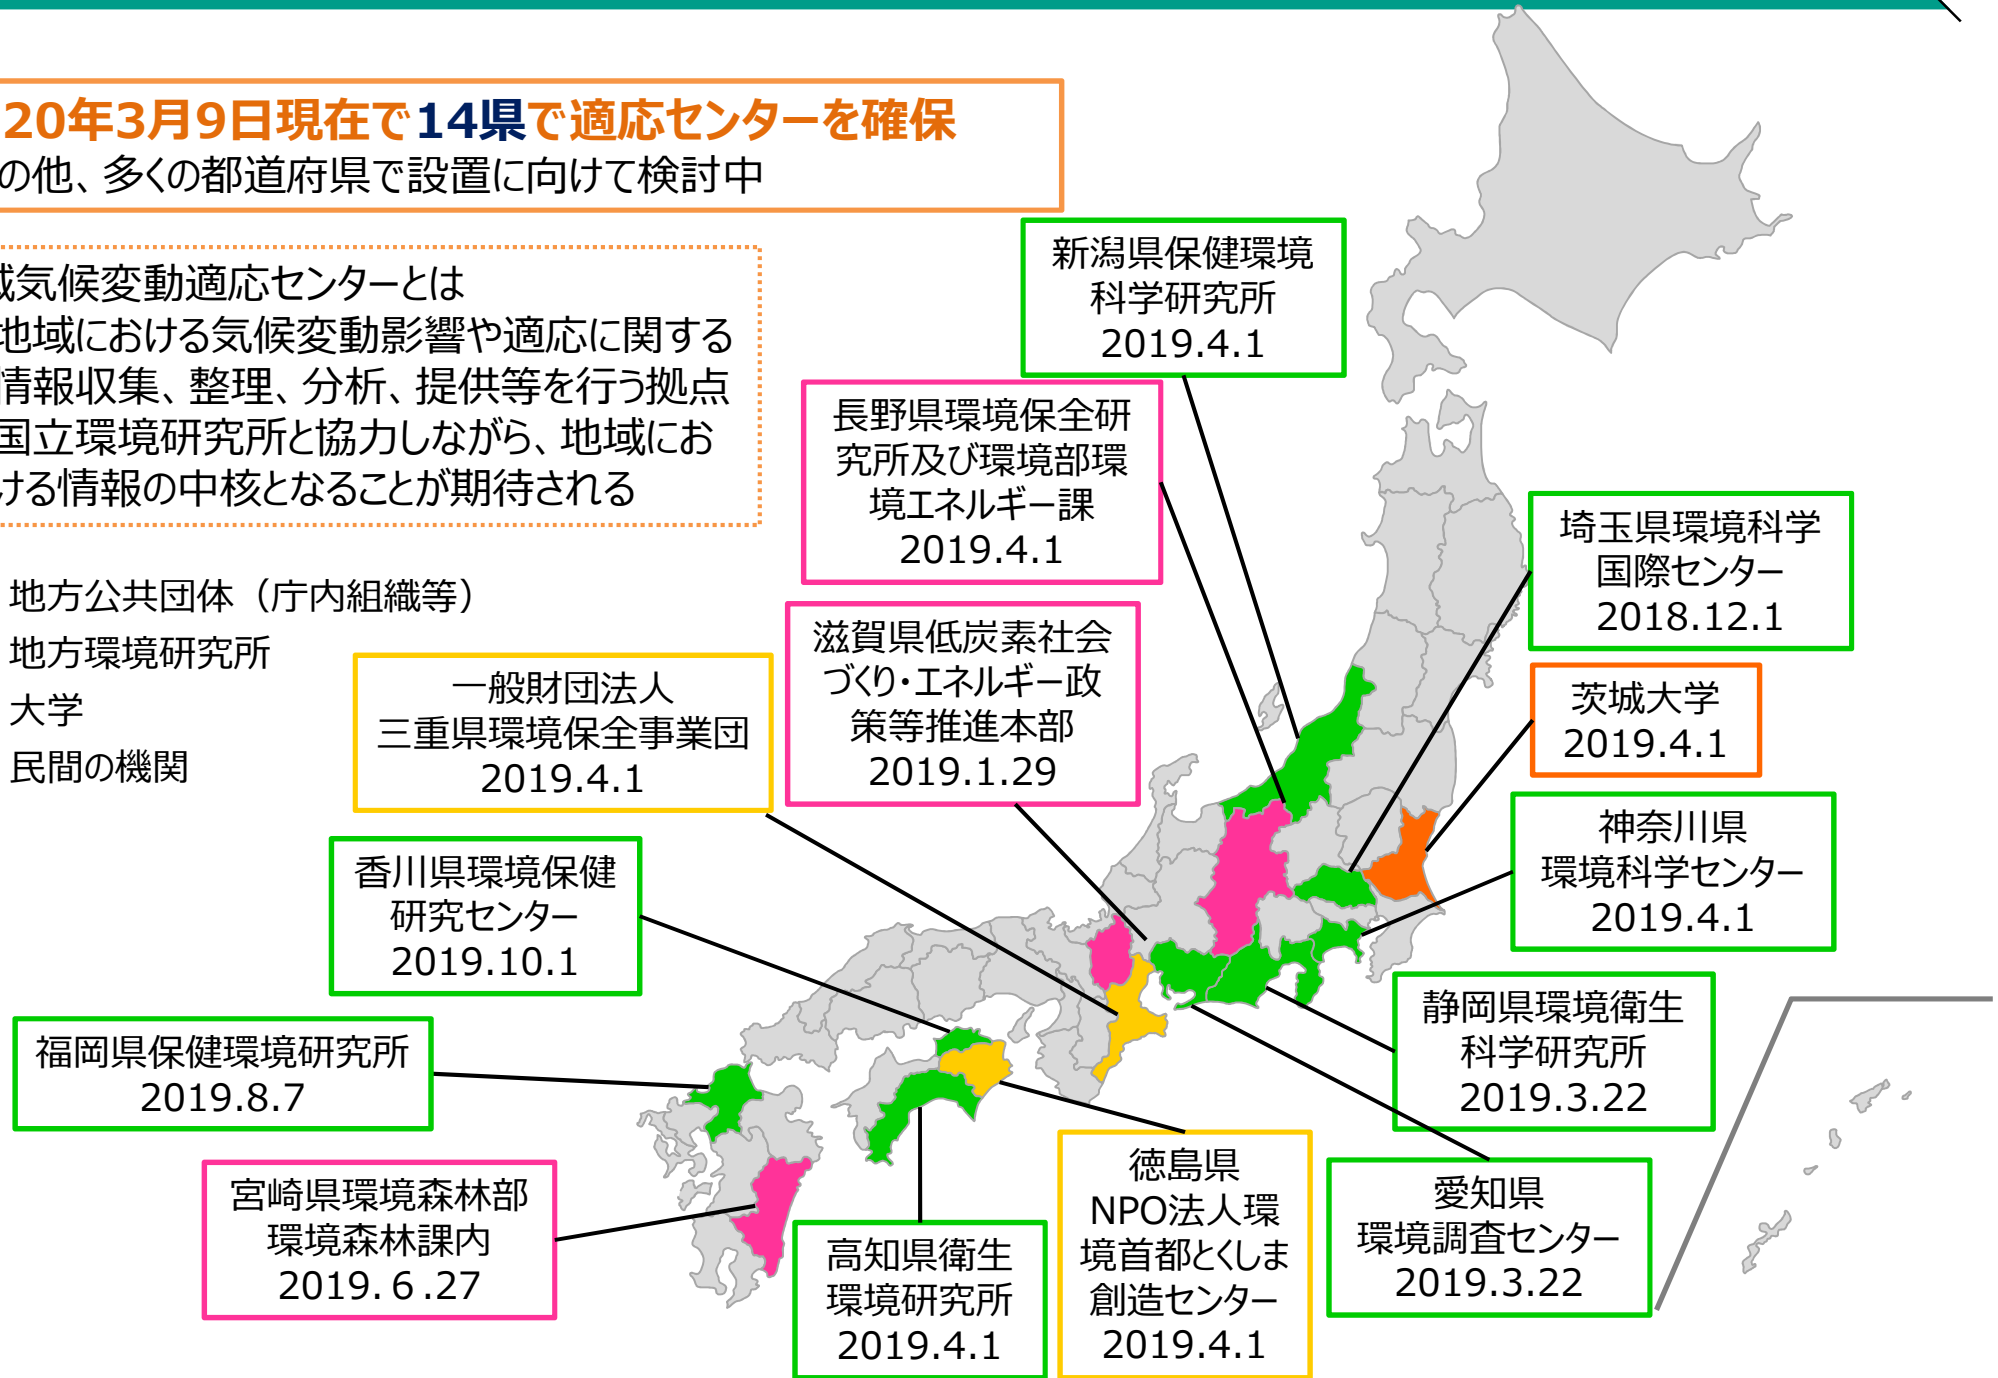 20年3月9日現在で14県で適応センターを確保
の他、多くの都道府県で設置に向けて検討中
域気候変動適応センターとは
地域における気候変動影響や適応に関する
情報収集、整理、分析、提供等を行う拠点
国立環境研究所と協力しながら、地域にお
ける情報の中核となることが期待される
地方公共団体（庁内組織等）
地方環境研究所
大学
民間の機関
新潟県保健環境
科学研究所
2019.4.1
長野県環境保全研
究所及び環境部環
境エネルギー課
2019.4.1
滋賀県低炭素社会
づくり・エネルギー政
策等推進本部
2019.1.29
一般財団法人
三重県環境保全事業団
2019.4.1
香川県環境保健
研究センター
2019.10.1
福岡県保健環境研究所
2019.8.7
宮崎県環境森林部
環境森林課内
2019.６.27
高知県衛生
環境研究所
2019.4.1
徳島県
NPO法人環
境首都とくしま
創造センター
2019.4.1
埼玉県環境科学
国際センター
2018.12.1
茨城大学
2019.4.1
神奈川県
環境科学センター
2019.4.1
静岡県環境衛生
科学研究所
2019.3.22
愛知県
環境調査センター
2019.3.22